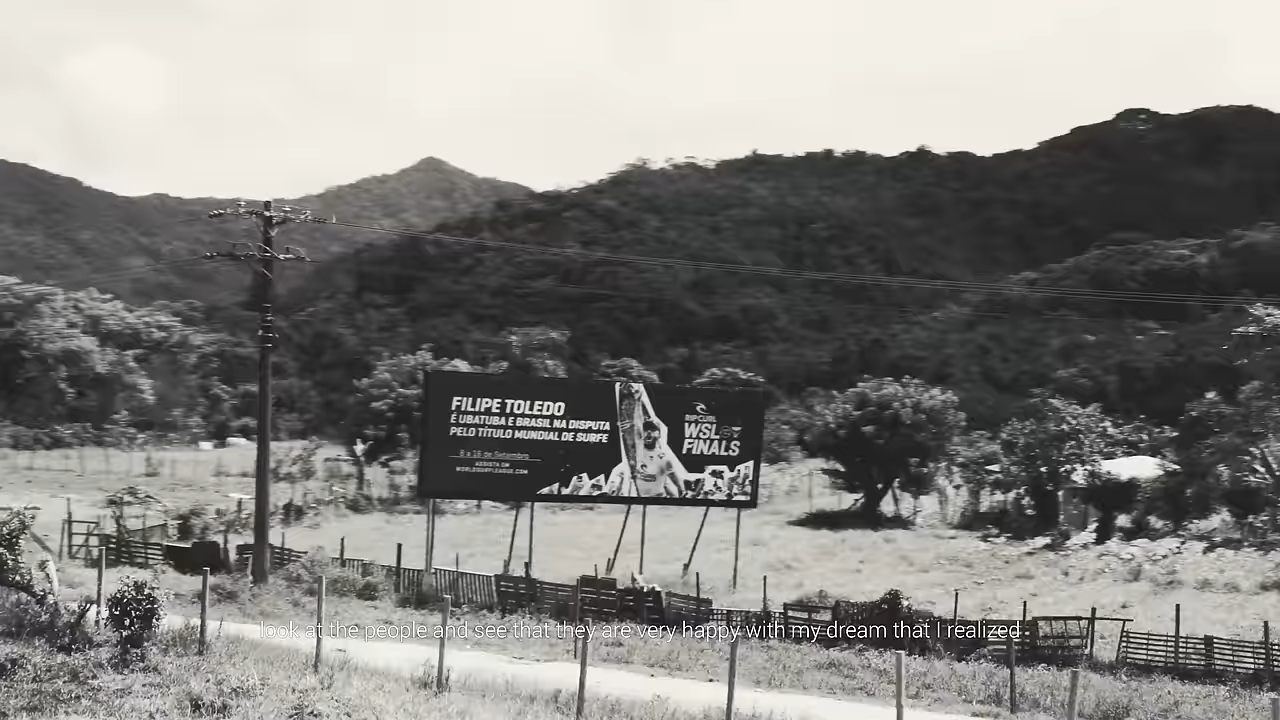 FILIPE TOLEDO
É UBATUBA E BRASIL NA DISPUTA
PELO TÍTULO MUNDIAL DE SURFE
8 a 16 de Setembro
ASSISTA EM
WORLDSURFLEAGUE.COM
RIP CURL
WSL
FINALS
look at the people and see that they are very happy with my dream that I realized